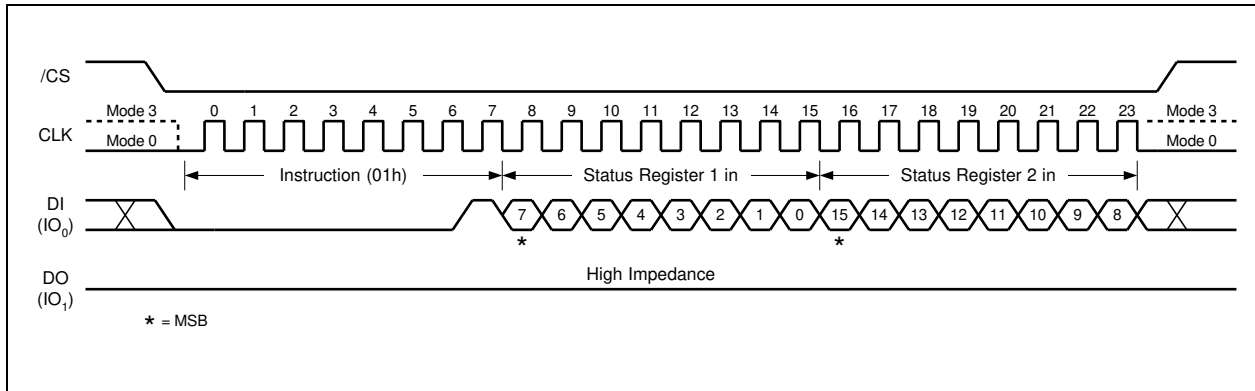 /CS
Mode 3 0 1 2 3 4 5 6 7 8 9 10 11 12 13 14 15 16 17 18 19 20 21 22 23 Mode 3
CLK
Mode 0 Mode 0
Instruction (01h) Status Register 1 in Status Register 2 in
DI
(IO₀)
7 6 5 4 3 2 1 0 15 14 13 12 11 10 9 8
* *
High Impedance
DO
(IO₁)
* = MSB